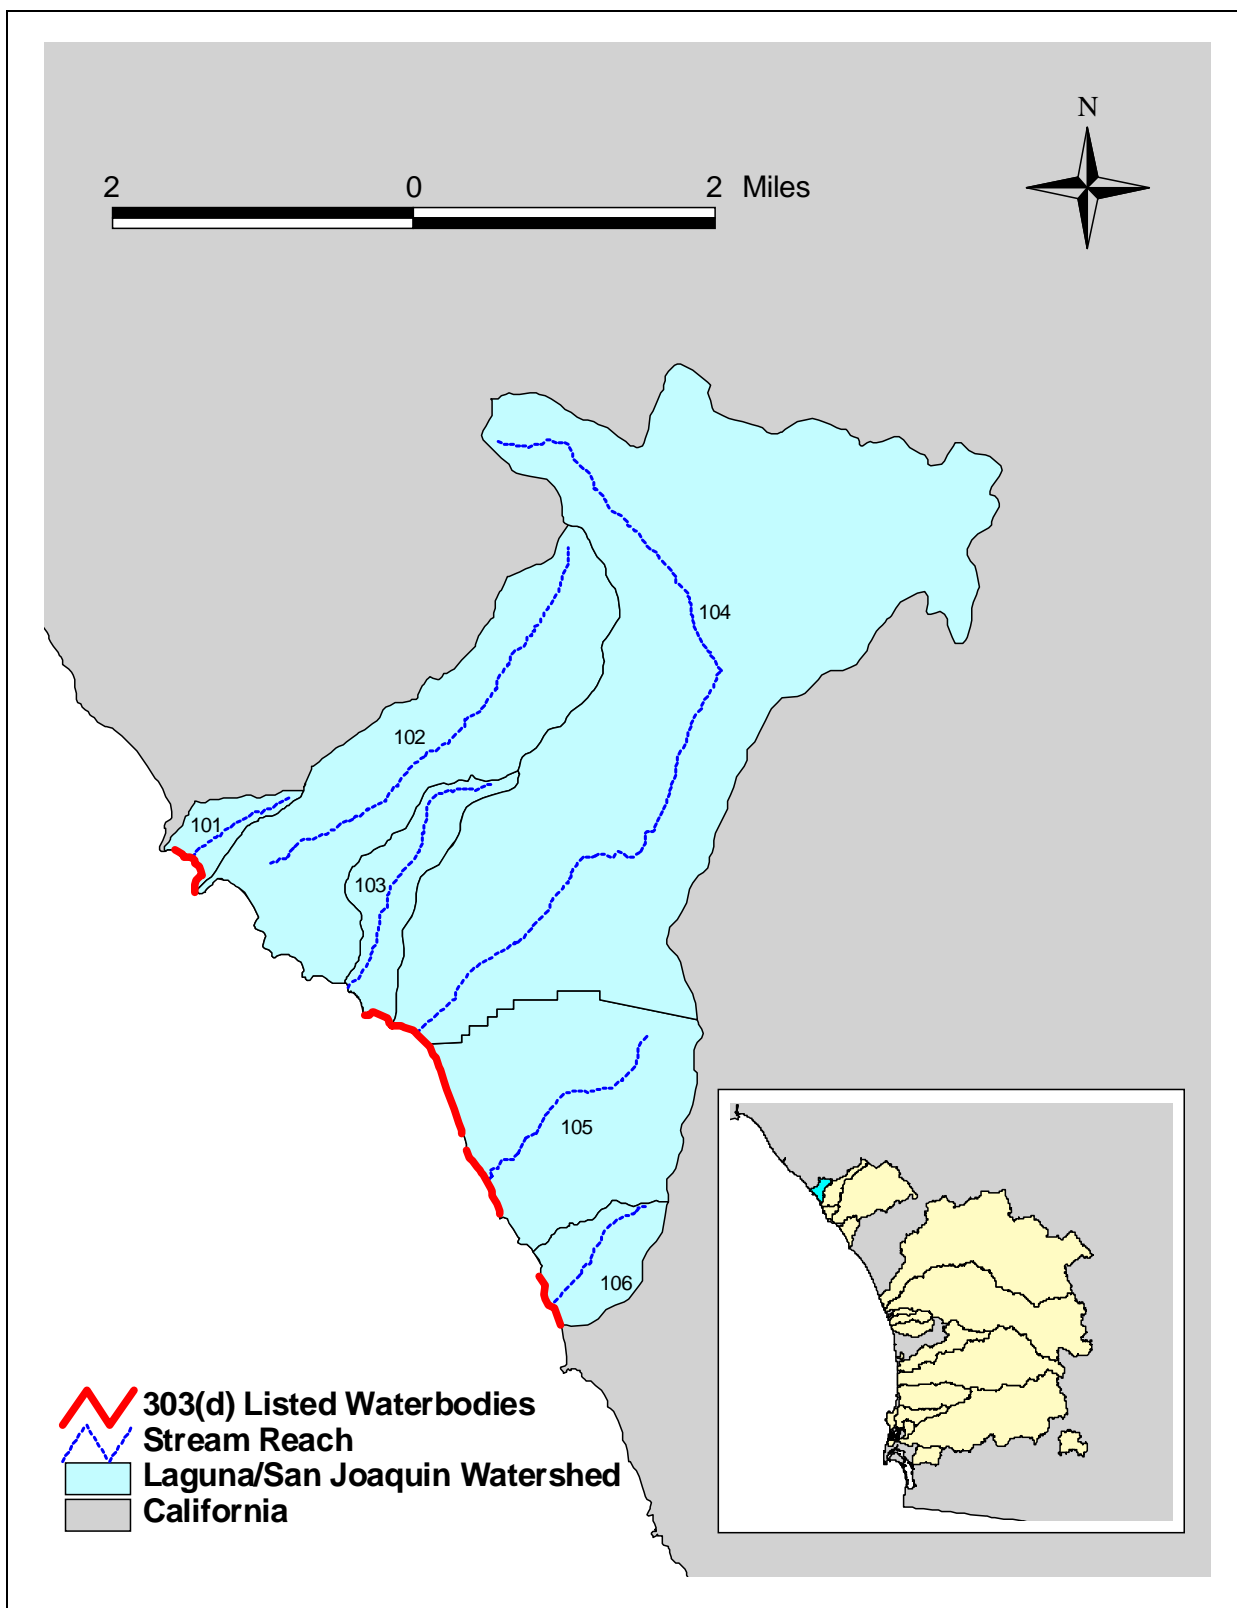 N
2 0 2 Miles
104
102
101
103
105
106
303(d) Listed Waterbodies
Stream Reach
Laguna/San Joaquin Watershed
California